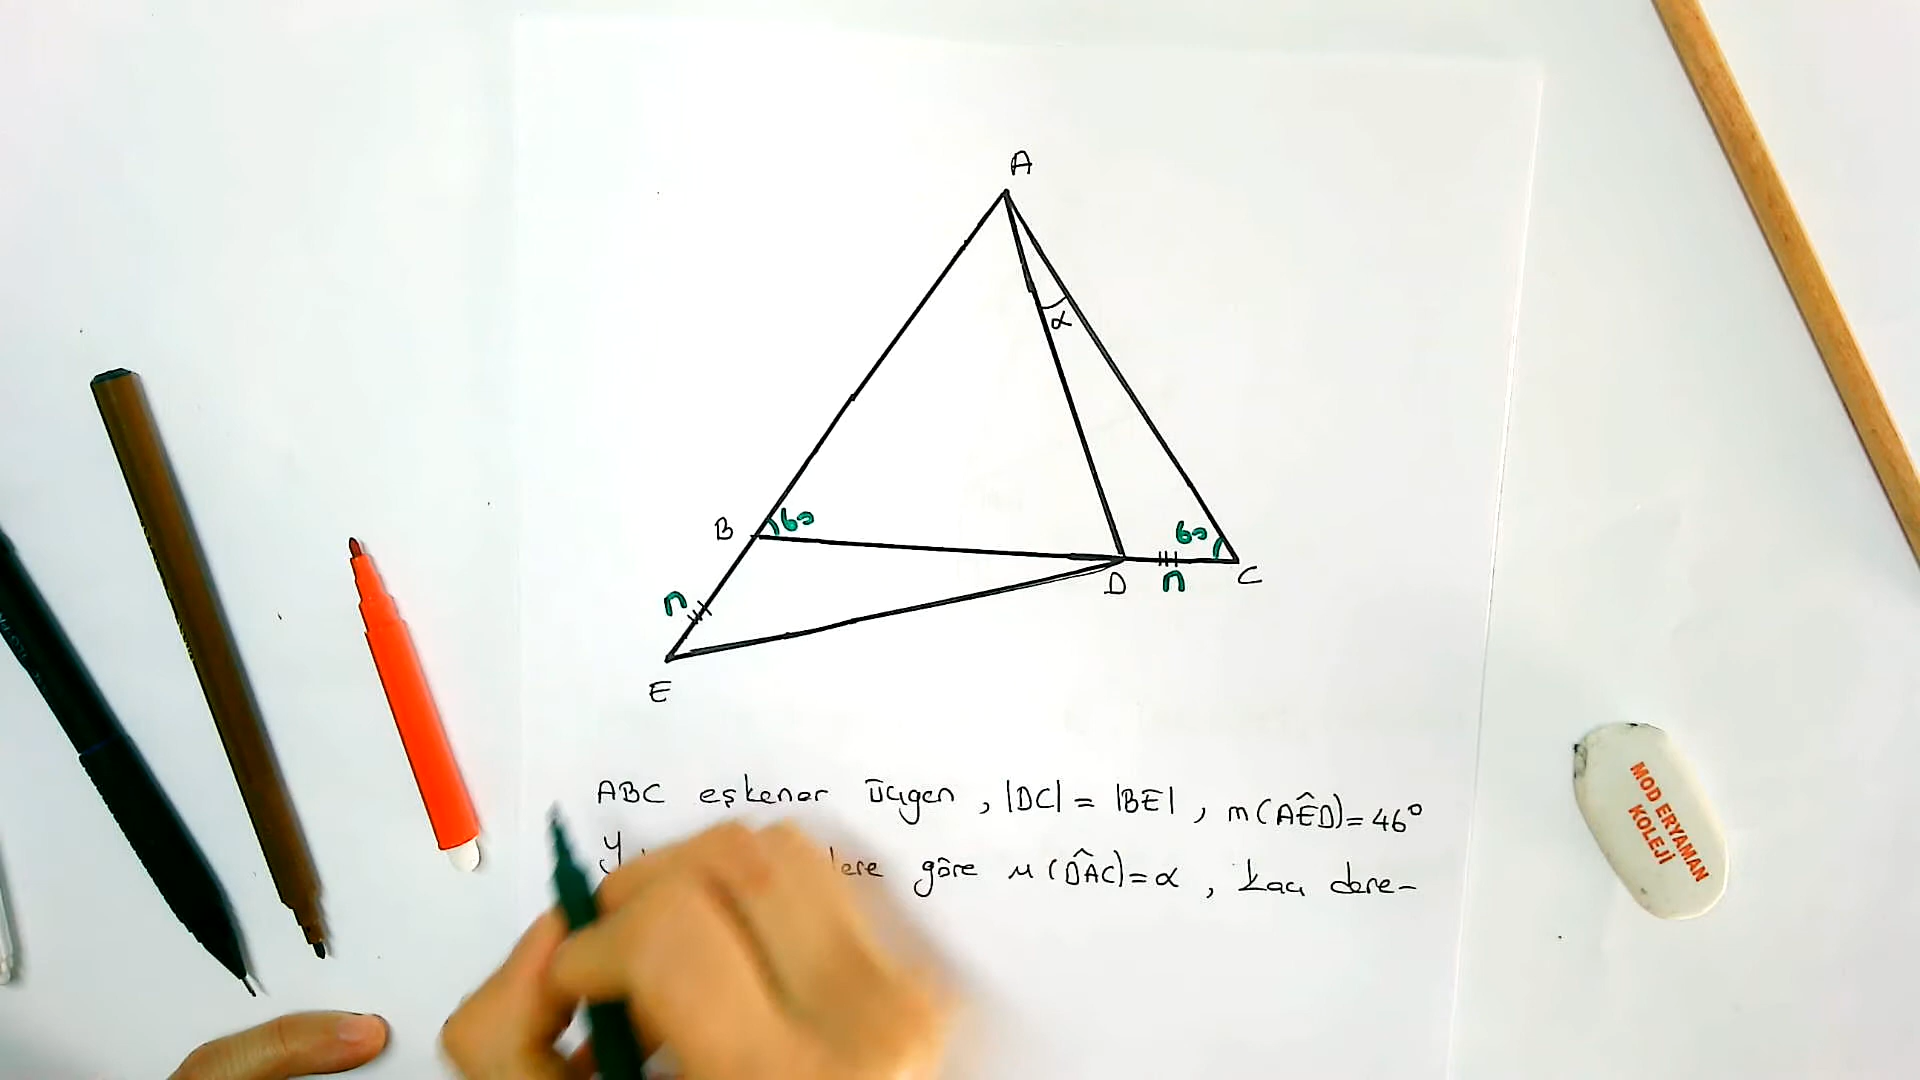 A
α
B
60
60
D
n
C
n
E
ABC eşkenar üçgen , |DC| = |BE| , m(AÊD)=46°
göre m(DÂC)=α , kaç dere-
MOD ERYAMAN
KOLEJİ